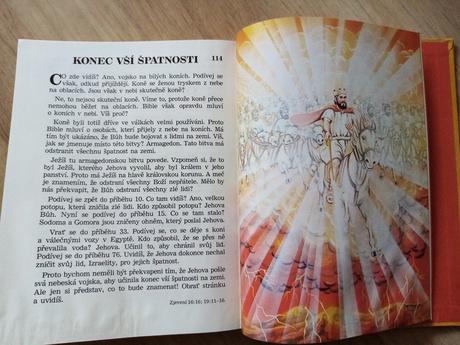 KONEC VŠÍ ŠPATNOSTI 114
CO zde vidíš? Ano, vojsko na bílých koních. Podívej se
však, odkud přijíždějí. Koně se ženou tryskem z nebe
na oblacích. Jsou však v nebi skuteční koně?
Ne, to nejsou skuteční koně. Víme to, protože koně přece
nemohou běžet na oblacích. Bible však opravdu mluví
o koních v nebi. Víš proč?
Koně byli totiž dříve ve válkách velmi používáni. Proto
Bible mluví o osobách, které přijely z nebe na koních. Má
tím být ukázáno, že Bůh bude bojovat s lidmi na zemi. Víš,
jak se jmenuje místo této bitvy? Armagedon. Tato bitva má
odstranit všechnu špatnost na zemi.
Ježíš tu armagedonskou bitvu povede. Vzpomeň si, to
je ten Ježíš, kterého Jehova vyvolil, aby byl králem v jeho
panství. Proto má Ježíš na hlavě královskou korunu. A meč
je znamením, že odstraní všechny Boží nepřátele. Mělo by
nás překvapit, že Bůh odstraní všechny zlé lidi?
Podívej se zpět do příběhu 10. Co tam vidíš? Ano, velkou
potopu, která zničila zlé lidi. Kdo způsobil potopu? Jehova
Bůh. Nyní se podívej do příběhu 15. Co se tam stalo?
Sodoma a Gomora jsou zničeny ohněm, který poslal Jehova.
Vrať se do příběhu 33. Podívej se, co se děje s koni
a válečnými vozy v Egyptě. Kdo způsobil, že se přes ně
převalila voda? Jehova. Učinil to, aby chránil svůj lid.
Podívej se do příběhu 76. Uvidíš, že Jehova dokonce nechal
zničit svůj lid, Izraelity, pro jejich špatnost.
Proto bychom neměli být překvapeni tím, že Jehova pošle
svá nebeská vojska, aby učinila konec vší špatnosti na zemi.
Ale jen si představ, co to bude znamenat! Obrať stránku
a uvidíš.
Zjevení 16:16; 19:11-16.